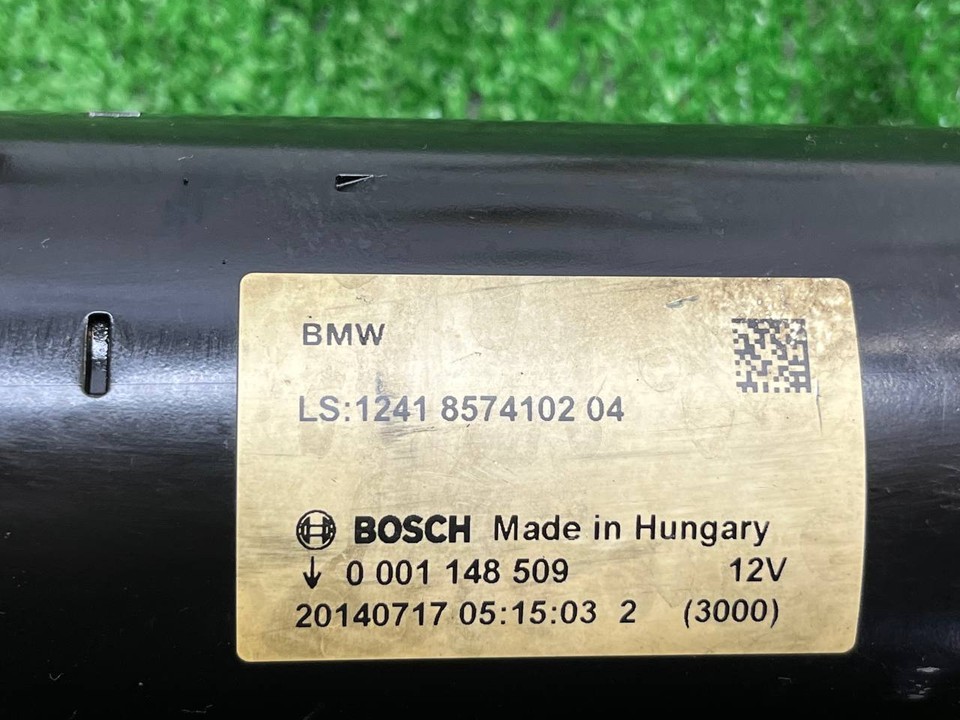 BMW
LS:1241 8574102 04
BOSCH Made in Hungary
0 001 148 509 12V
20140717 05:15:03 2 (3000)